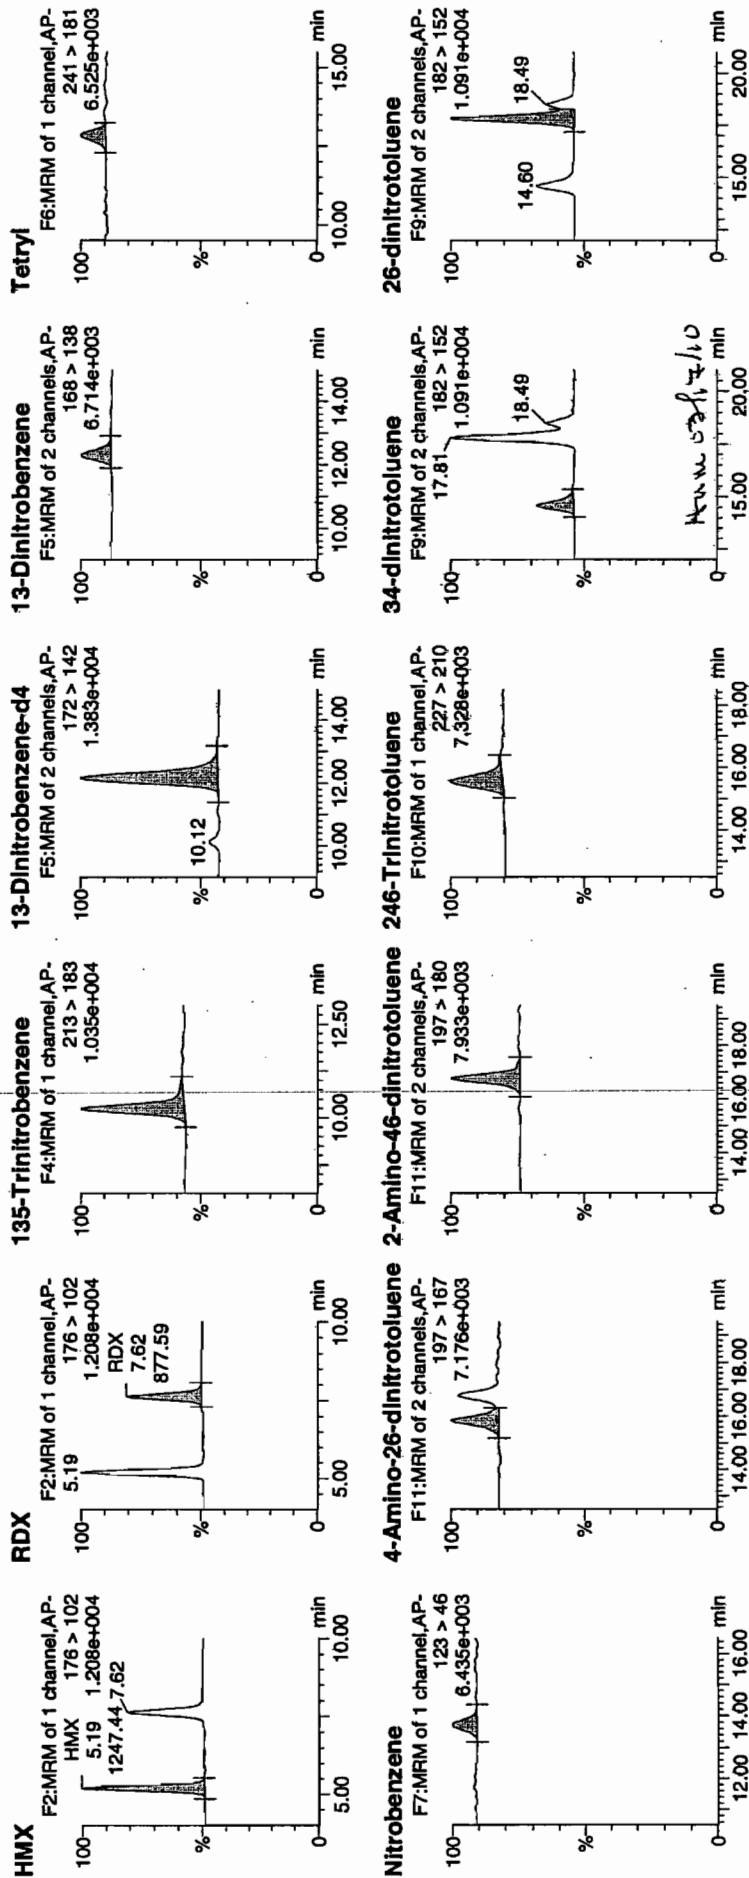 HMX
F2:MRM of 1 channel,AP-
176 > 102
1.208e+004
HMX
5.19
1247.44
7.62
100
%
0
5.00
10.00
min
RDX
F2:MRM of 1 channel,AP-
176 > 102
1.208e+004
5.19
RDX
7.62
877.59
100
%
0
5.00
10.00
min
135-Trinitrobenzene
F4:MRM of 1 channel,AP-
213 > 183
1.035e+004
100
%
0
10.00
12.50
min
13-Dinitrobenzene-d4
F5:MRM of 2 channels,AP-
172 > 142
1.383e+004
10.12
100
%
0
10.00
12.00
14.00
min
13-Dinitrobenzene
F5:MRM of 2 channels,AP-
168 > 138
6.714e+003
100
%
0
10.00
12.00
14.00
min
Tetryl
F6:MRM of 1 channel,AP-
241 > 181
6.525e+003
100
%
0
10.00
15.00
min
Nitrobenzene
F7:MRM of 1 channel,AP-
123 > 46
6.435e+003
100
%
0
12.00
14.00
16.00
min
4-Amino-26-dinitrotoluene
F11:MRM of 2 channels,AP-
197 > 167
7.176e+003
100
%
0
14.00
16.00
18.00
min
2-Amino-46-dinitrotoluene
F11:MRM of 2 channels,AP-
197 > 180
7.933e+003
100
%
0
14.00
16.00
18.00
min
246-Trinitrotoluene
F10:MRM of 1 channel,AP-
227 > 210
7.328e+003
100
%
0
14.00
16.00
18.00
min
34-dinitrotoluene
F9:MRM of 2 channels,AP-
182 > 152
1.091e+004
17.81
18.49
100
%
0
15.00
20.00
min
26-dinitrotoluene
F9:MRM of 2 channels,AP-
182 > 152
1.091e+004
14.60
18.49
100
%
0
15.00
20.00
min